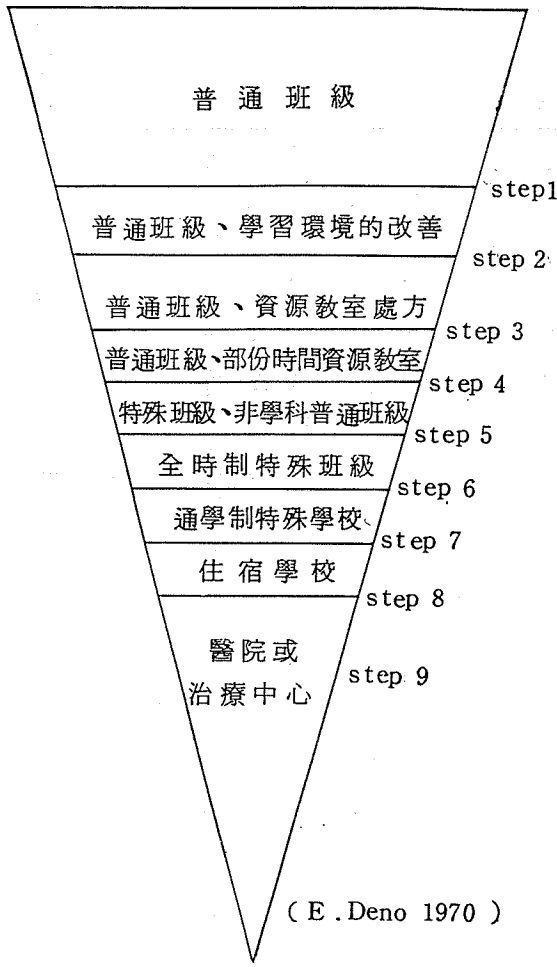 普通班級
step1
普通班級、學習環境的改善
step 2
普通班級、資源教室處方
step 3
普通班級、部份時間資源教室
step 4
特殊班級、非學科普通班級
step 5
全時制特殊班級
step 6
通學制特殊學校
step 7
住宿學校
step 8
醫院或
治療中心
step 9
( E . Deno 1970 )